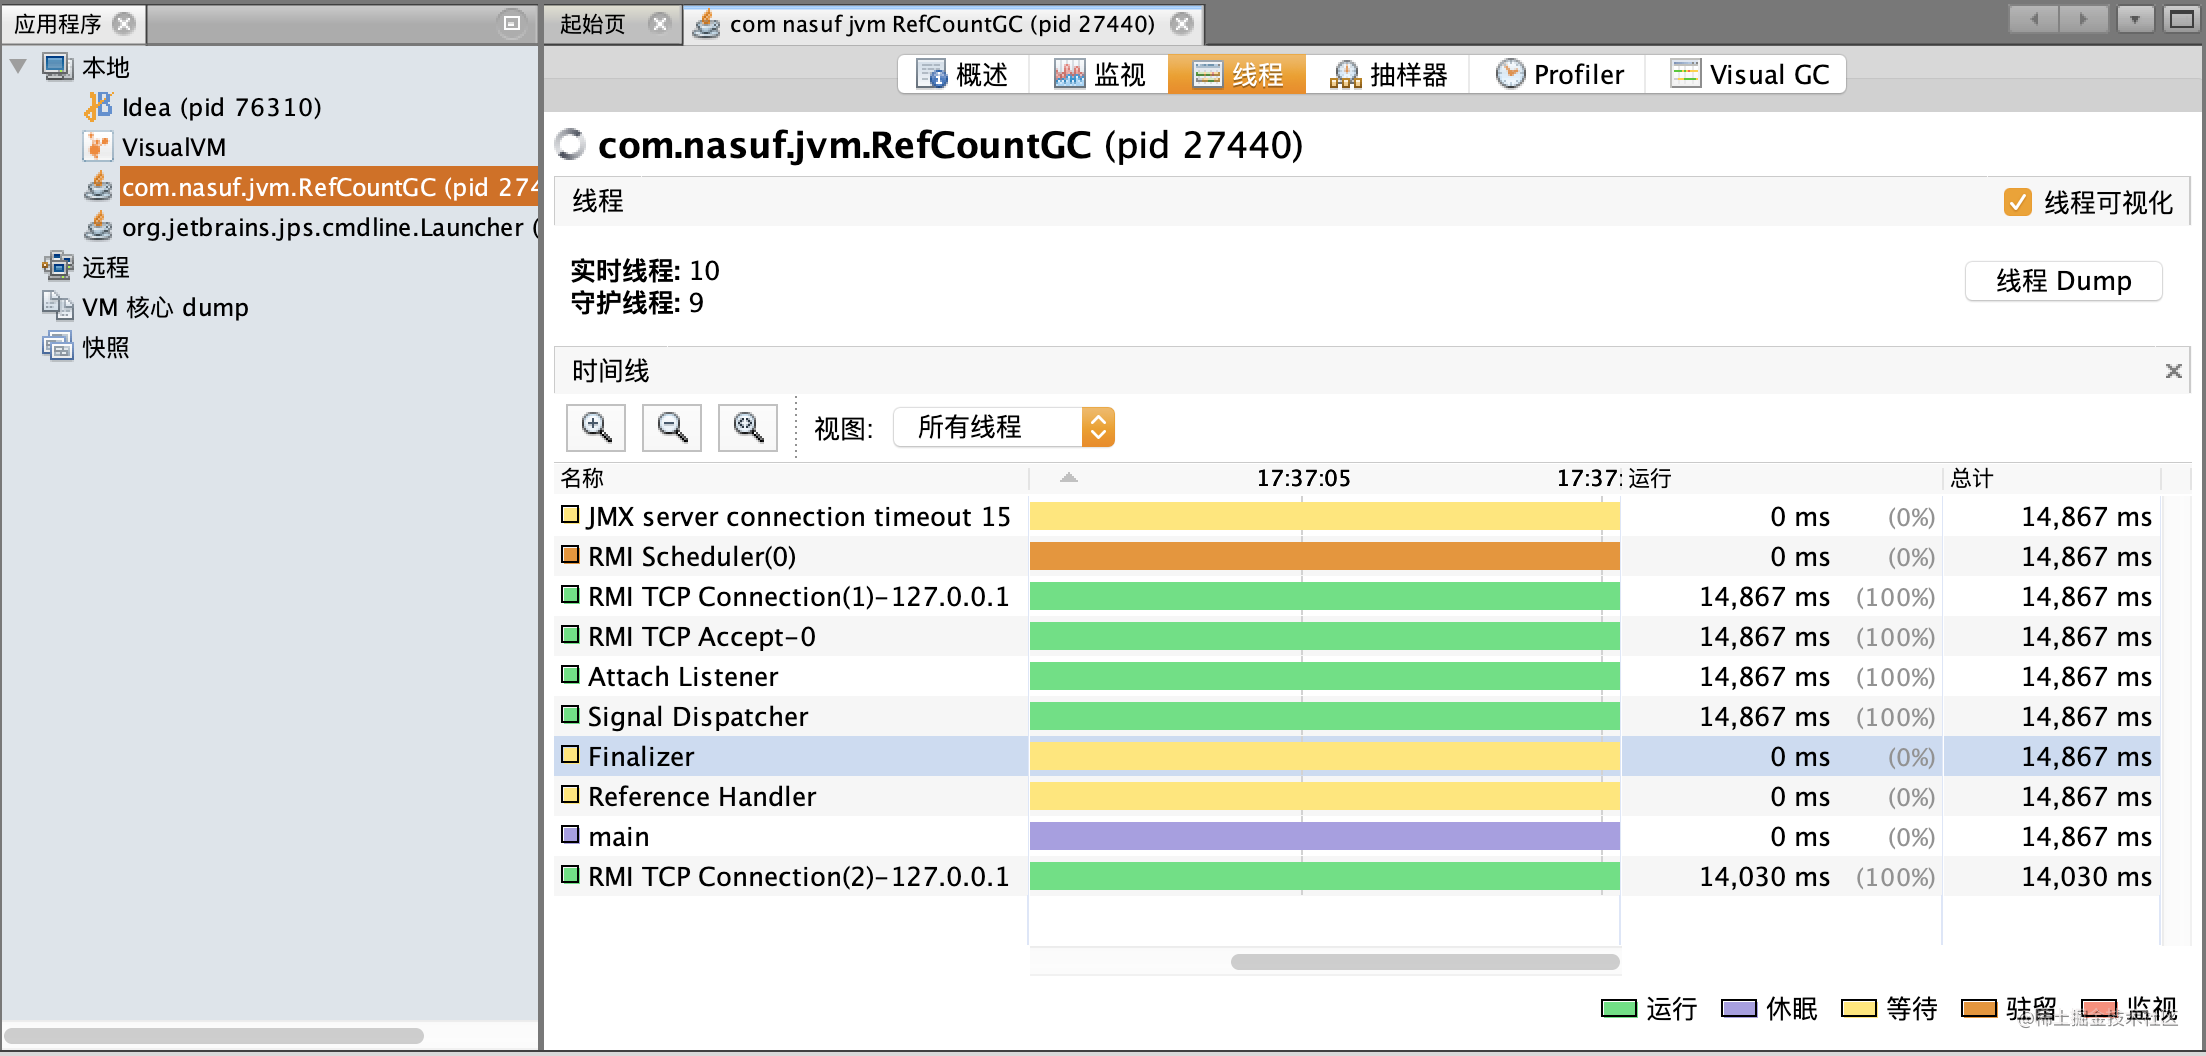 应用程序
本地
Idea (pid 76310)
VisualVM
com.nasuf.jvm.RefCountGC (pid 274
org.jetbrains.jps.cmdline.Launcher (
远程
VM 核心 dump
快照
起始页
com nasuf jvm RefCountGC (pid 27440)
概述 监视 线程 抽样器 Profiler Visual GC
com.nasuf.jvm.RefCountGC (pid 27440)
线程 线程可视化
实时线程: 10
守护线程: 9
线程 Dump
时间线
视图: 所有线程
名称 17:37:05 17:37: 运行 总计
JMX server connection timeout 15 0 ms (0%) 14,867 ms
RMI Scheduler(0) 0 ms (0%) 14,867 ms
RMI TCP Connection(1)-127.0.0.1 14,867 ms (100%) 14,867 ms
RMI TCP Accept-0 14,867 ms (100%) 14,867 ms
Attach Listener 14,867 ms (100%) 14,867 ms
Signal Dispatcher 14,867 ms (100%) 14,867 ms
Finalizer 0 ms (0%) 14,867 ms
Reference Handler 0 ms (0%) 14,867 ms
main 0 ms (0%) 14,867 ms
RMI TCP Connection(2)-127.0.0.1 14,030 ms (100%) 14,030 ms
运行 休眠 等待 驻留 监视
@稀土掘金技术社区